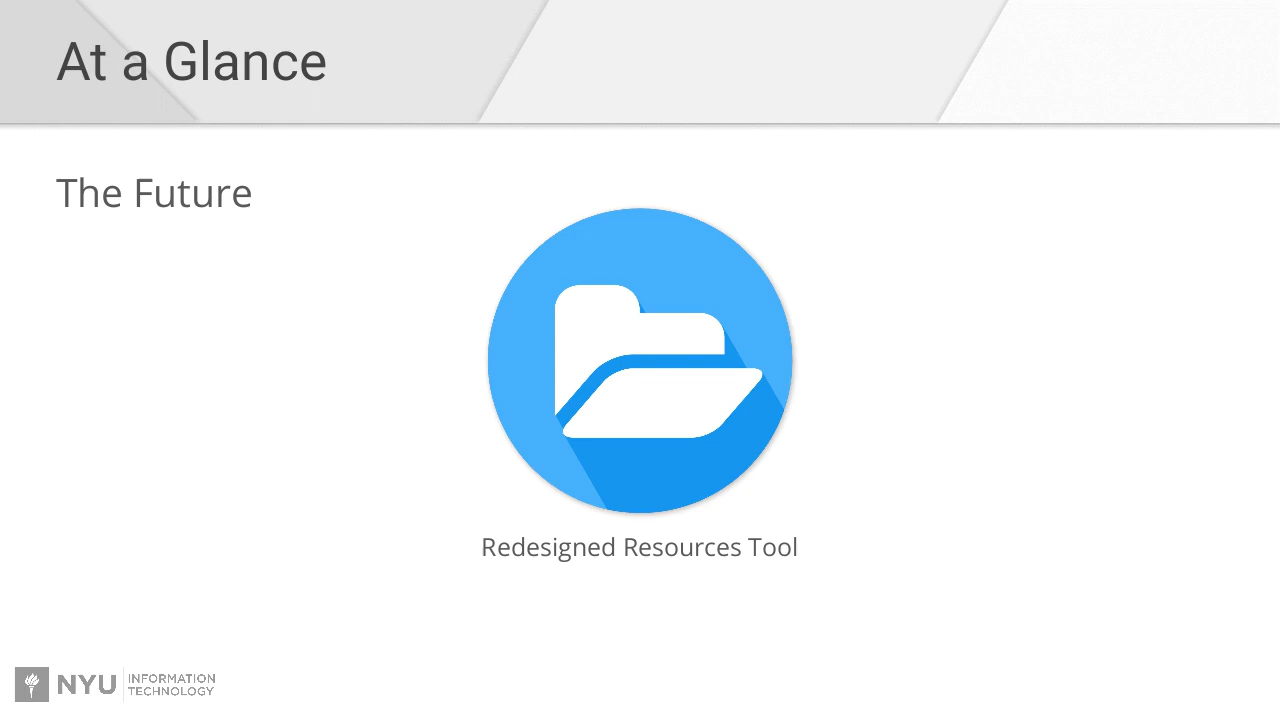 At a Glance
The Future
Redesigned Resources Tool
NYU INFORMATION
TECHNOLOGY